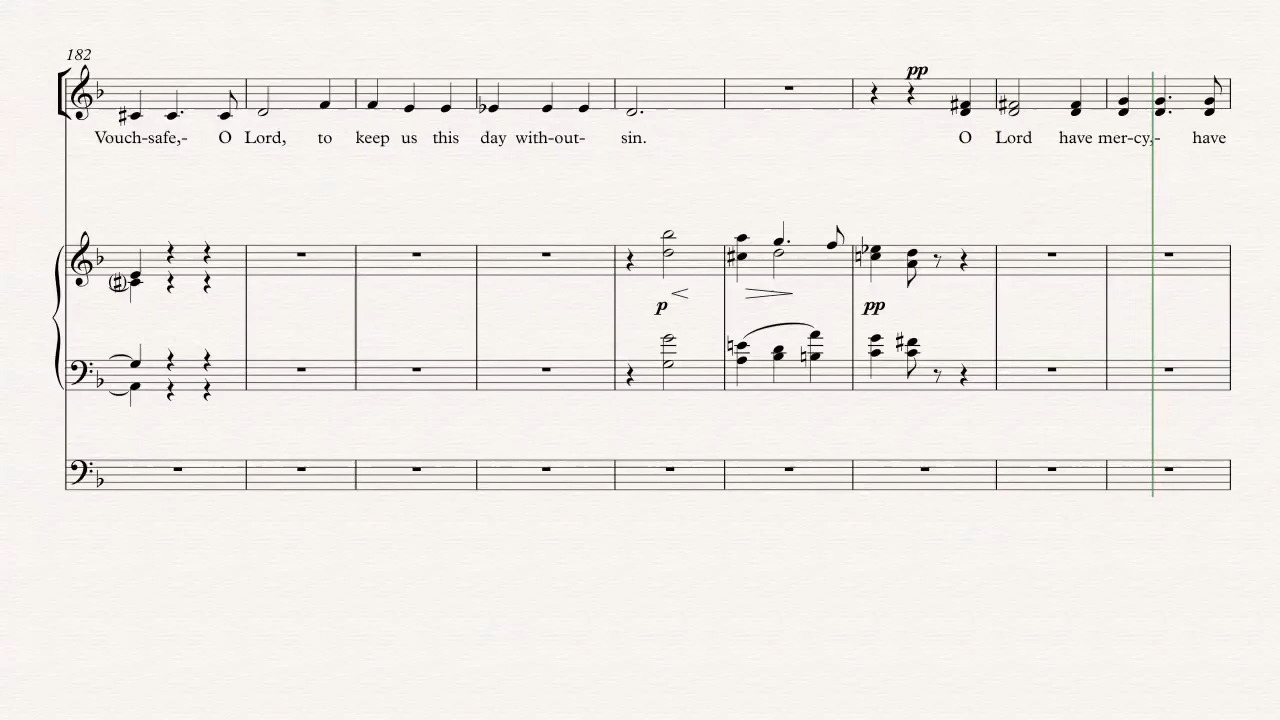 182
pp
Vouch-safe,- O Lord, to keep us this day with-out- sin. O Lord have mer-cy,- have
p
pp